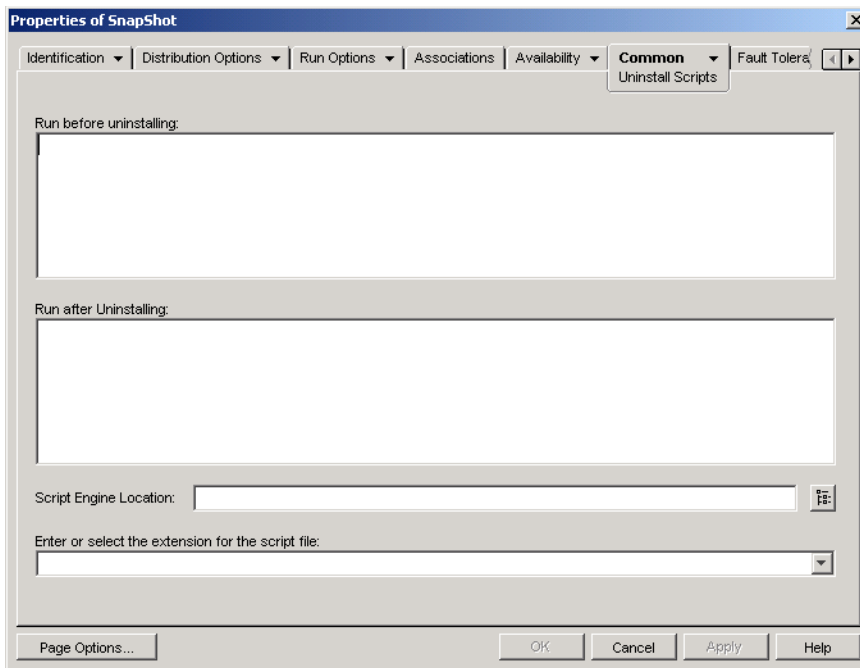 Properties of SnapShot
Identification Distribution Options Run Options Associations Availability Common Fault Tolera
Uninstall Scripts
Run before uninstalling:
Run after Uninstalling:
Script Engine Location:
Enter or select the extension for the script file:
Page Options... OK Cancel Apply Help